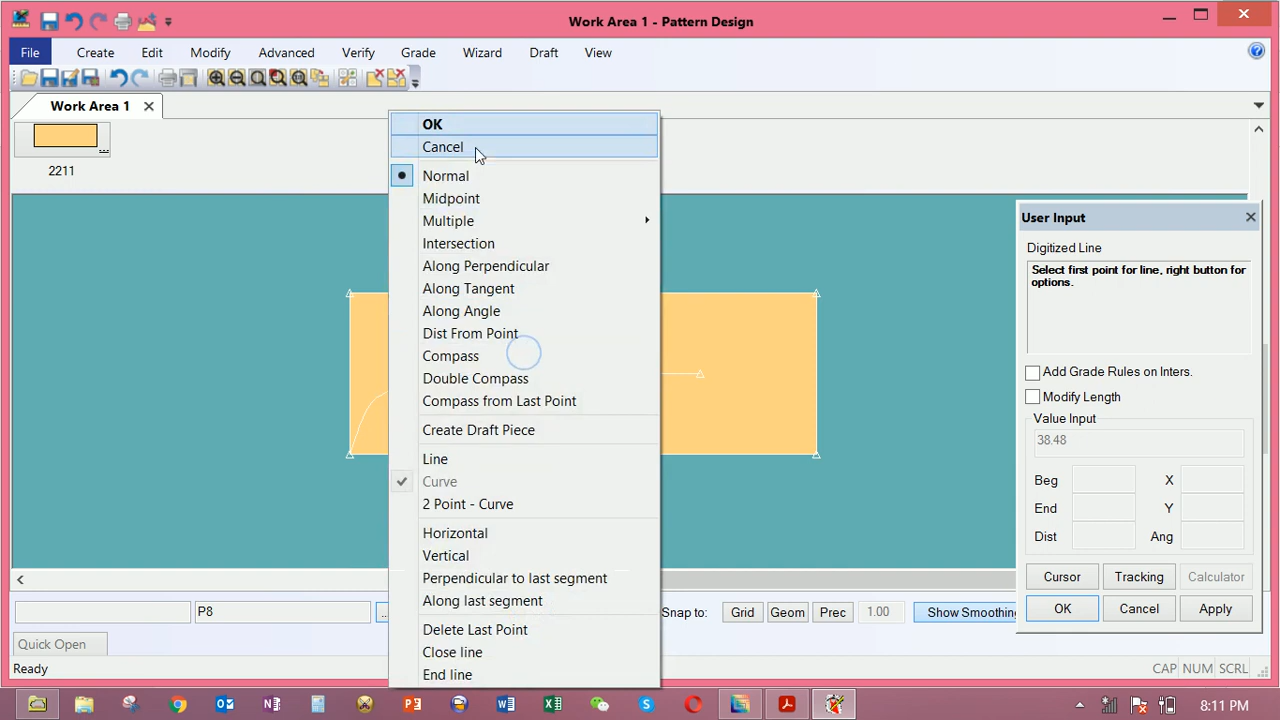 Work Area 1 - Pattern Design
File Create Edit Modify Advanced Verify Grade Wizard Draft View
Work Area 1
2211
OK
Cancel
Normal
Midpoint
Multiple
Intersection
Along Perpendicular
Along Tangent
Along Angle
Dist From Point
Compass
Double Compass
Compass from Last Point
Create Draft Piece
Line
Curve
2 Point - Curve
Horizontal
Vertical
Perpendicular to last segment
Along last segment
Delete Last Point
Close line
End line
User Input
Digitized Line
Select first point for line, right button for
options.
Add Grade Rules on Inters.
Modify Length
Value Input
38.48
Beg X
End Y
Dist Ang
Cursor Tracking Calculator
OK Cancel Apply
P8 ... Snap to: Grid Geom Prec 1.00 Show Smoothing
Quick Open
Ready CAP NUM SCRL
8:11 PM